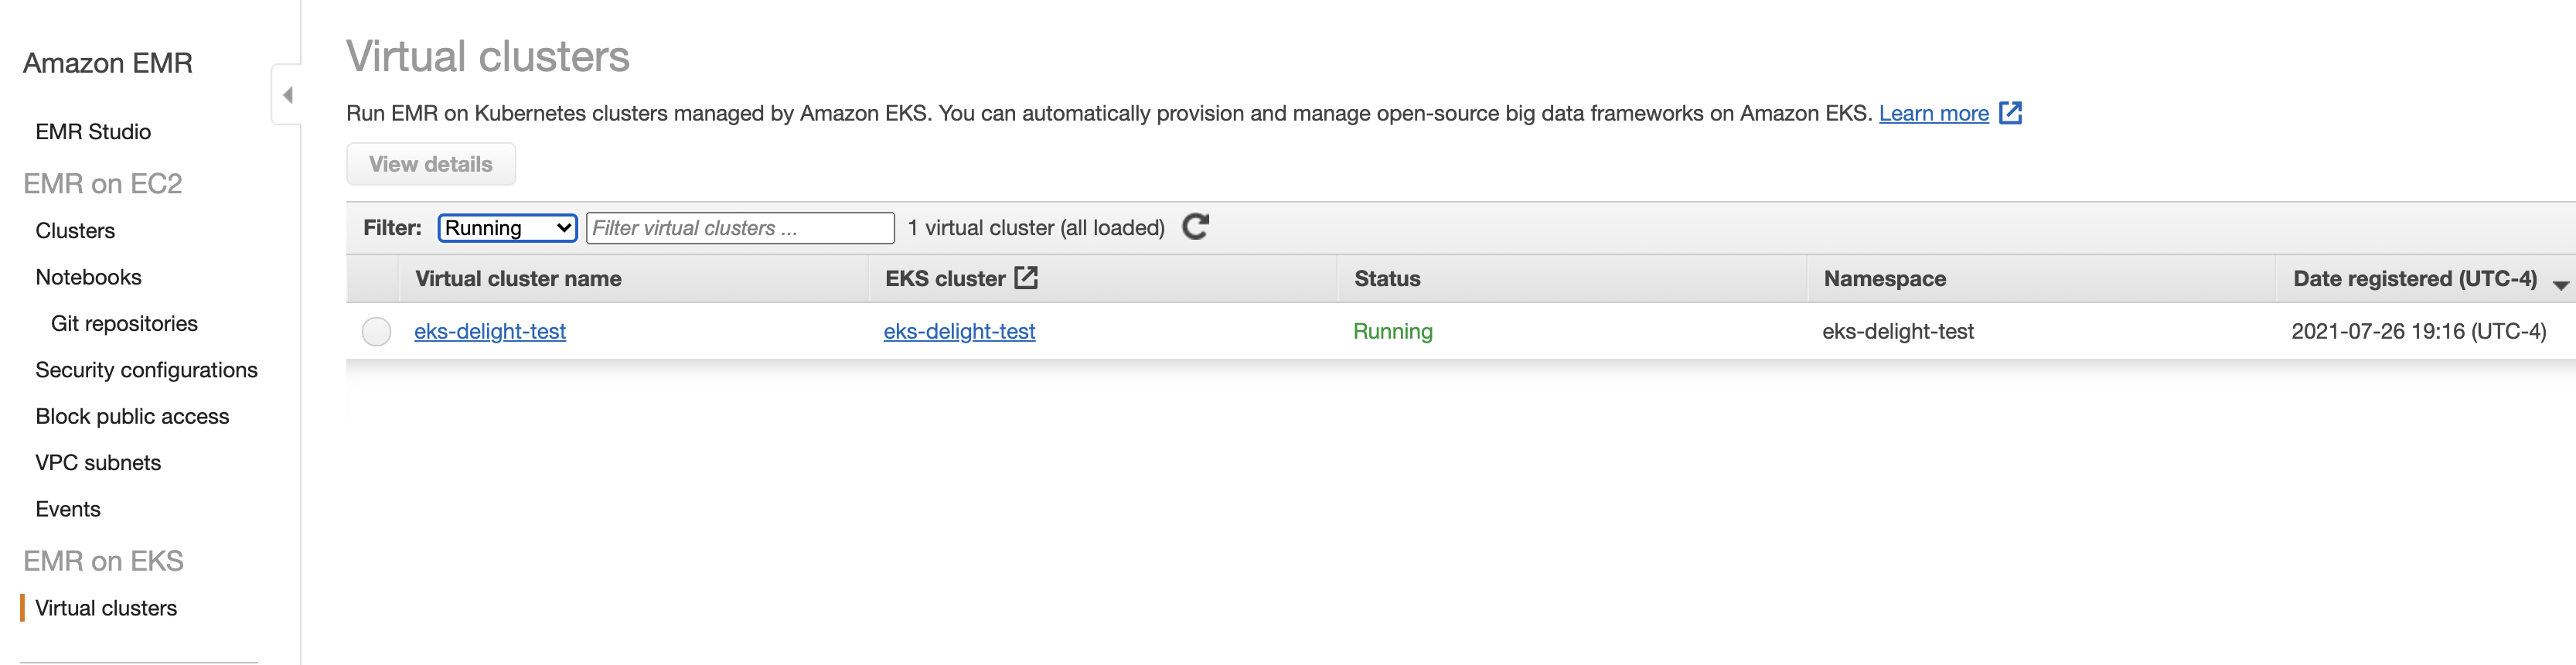 Amazon EMR
EMR Studio
EMR on EC2
Clusters
Notebooks
Git repositories
Security configurations
Block public access
VPC subnets
Events
EMR on EKS
Virtual clusters
Virtual clusters
Run EMR on Kubernetes clusters managed by Amazon EKS. You can automatically provision and manage open-source big data frameworks on Amazon EKS. Learn more
View details
Filter: Running Filter virtual clusters ... 1 virtual cluster (all loaded)
Virtual cluster name EKS cluster Status Namespace Date registered (UTC-4)
eks-delight-test eks-delight-test Running eks-delight-test 2021-07-26 19:16 (UTC-4)